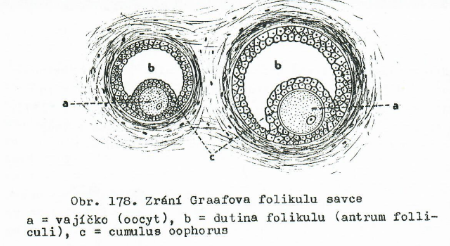 b
b
a
a
c
Obr. 178. Zrání Graafova folikulu savce
a = vajíčko (oocyt), b = dutina folikulu (antrum folli-
culi), c = cumulus oophorus